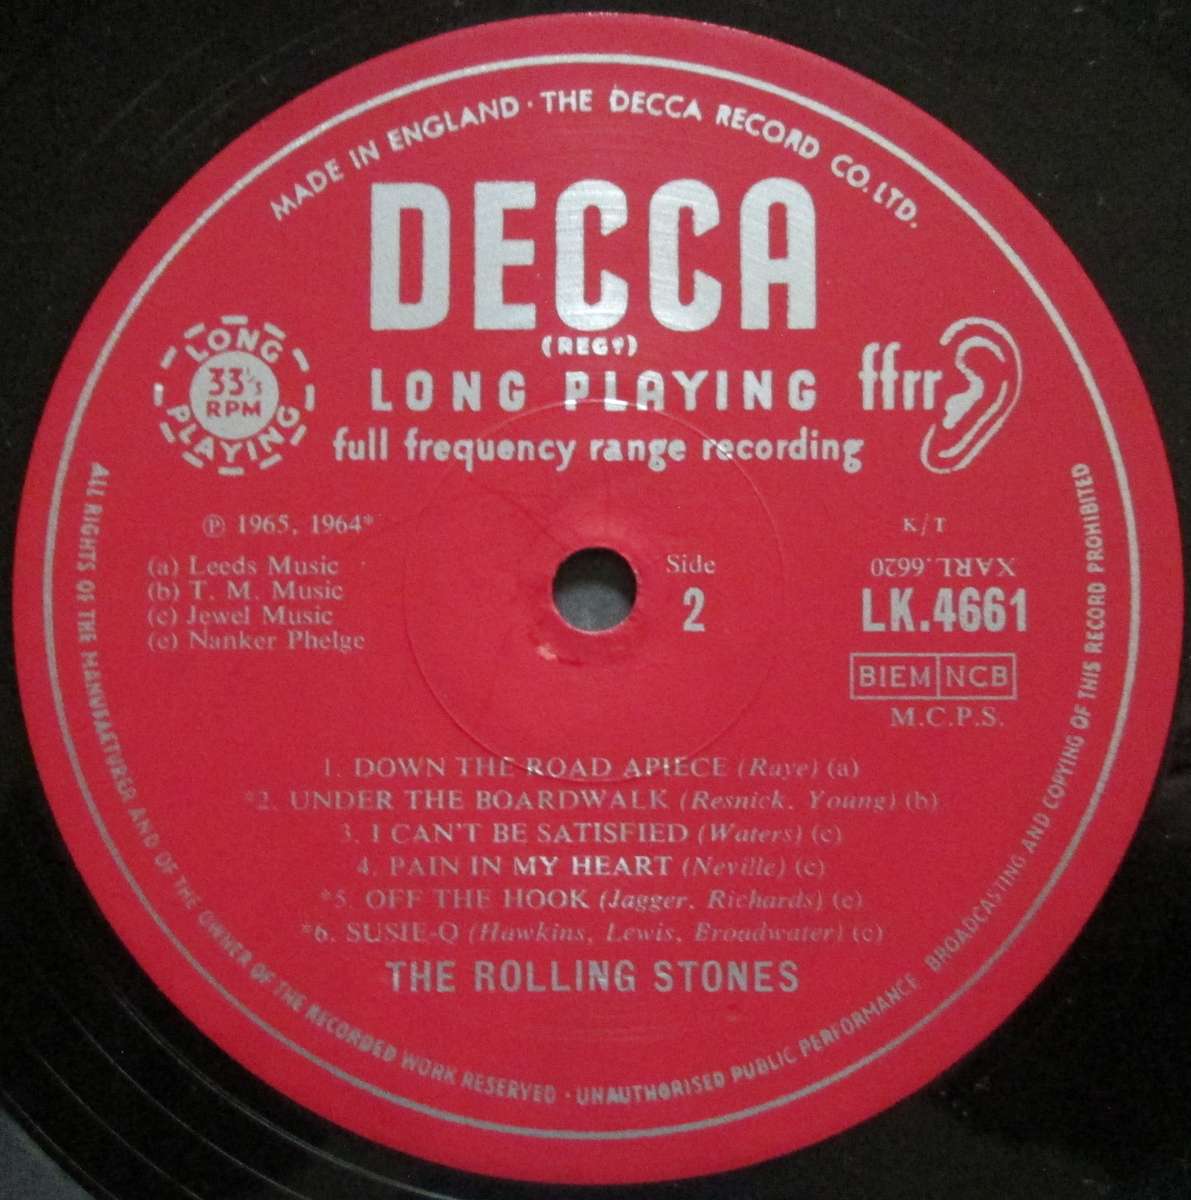 MADE IN ENGLAND · THE DECCA RECORD CO. LTD.
DECCA
(REGᵈ)
LONG PLAYING
full frequency range recording
LONG PLAYING
33⅓
RPM
ffrr
℗ 1965, 1964*
(a) Leeds Music
(b) T. M. Music
(c) Jewel Music
(e) Nanker Phelge
Side
2
K/T
XARL.6620
LK.4661
BIEM NCB
M.C.P.S.
1. DOWN THE ROAD APIECE (Raye) (a)
*2. UNDER THE BOARDWALK (Resnick, Young) (b)
3. I CAN'T BE SATISFIED (Waters) (c)
4. PAIN IN MY HEART (Neville) (c)
*5. OFF THE HOOK (Jagger, Richards) (e)
*6. SUSIE-Q (Hawkins, Lewis, Broadwater) (c)
THE ROLLING STONES
ALL RIGHTS OF THE MANUFACTURER AND OF THE OWNER OF THE RECORDED WORK RESERVED · UNAUTHORISED PUBLIC PERFORMANCE BROADCASTING AND COPYING OF THIS RECORD PROHIBITED